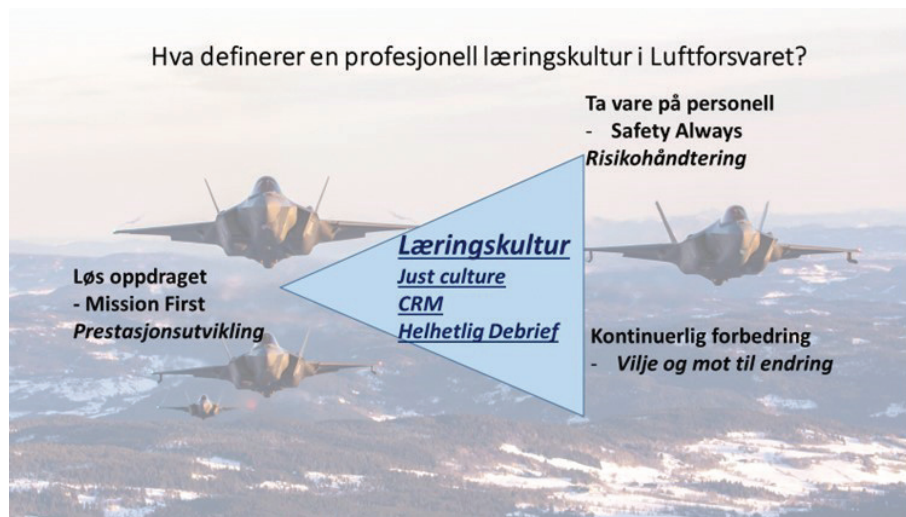 Hva definerer en profesjonell læringskultur i Luftforsvaret?
Ta vare på personell
- Safety Always
Risikohåndtering
Læringskultur
Just culture
CRM
Helhetlig Debrief
Løs oppdraget
- Mission First
Prestasjonsutvikling
Kontinuerlig forbedring
- Vilje og mot til endring